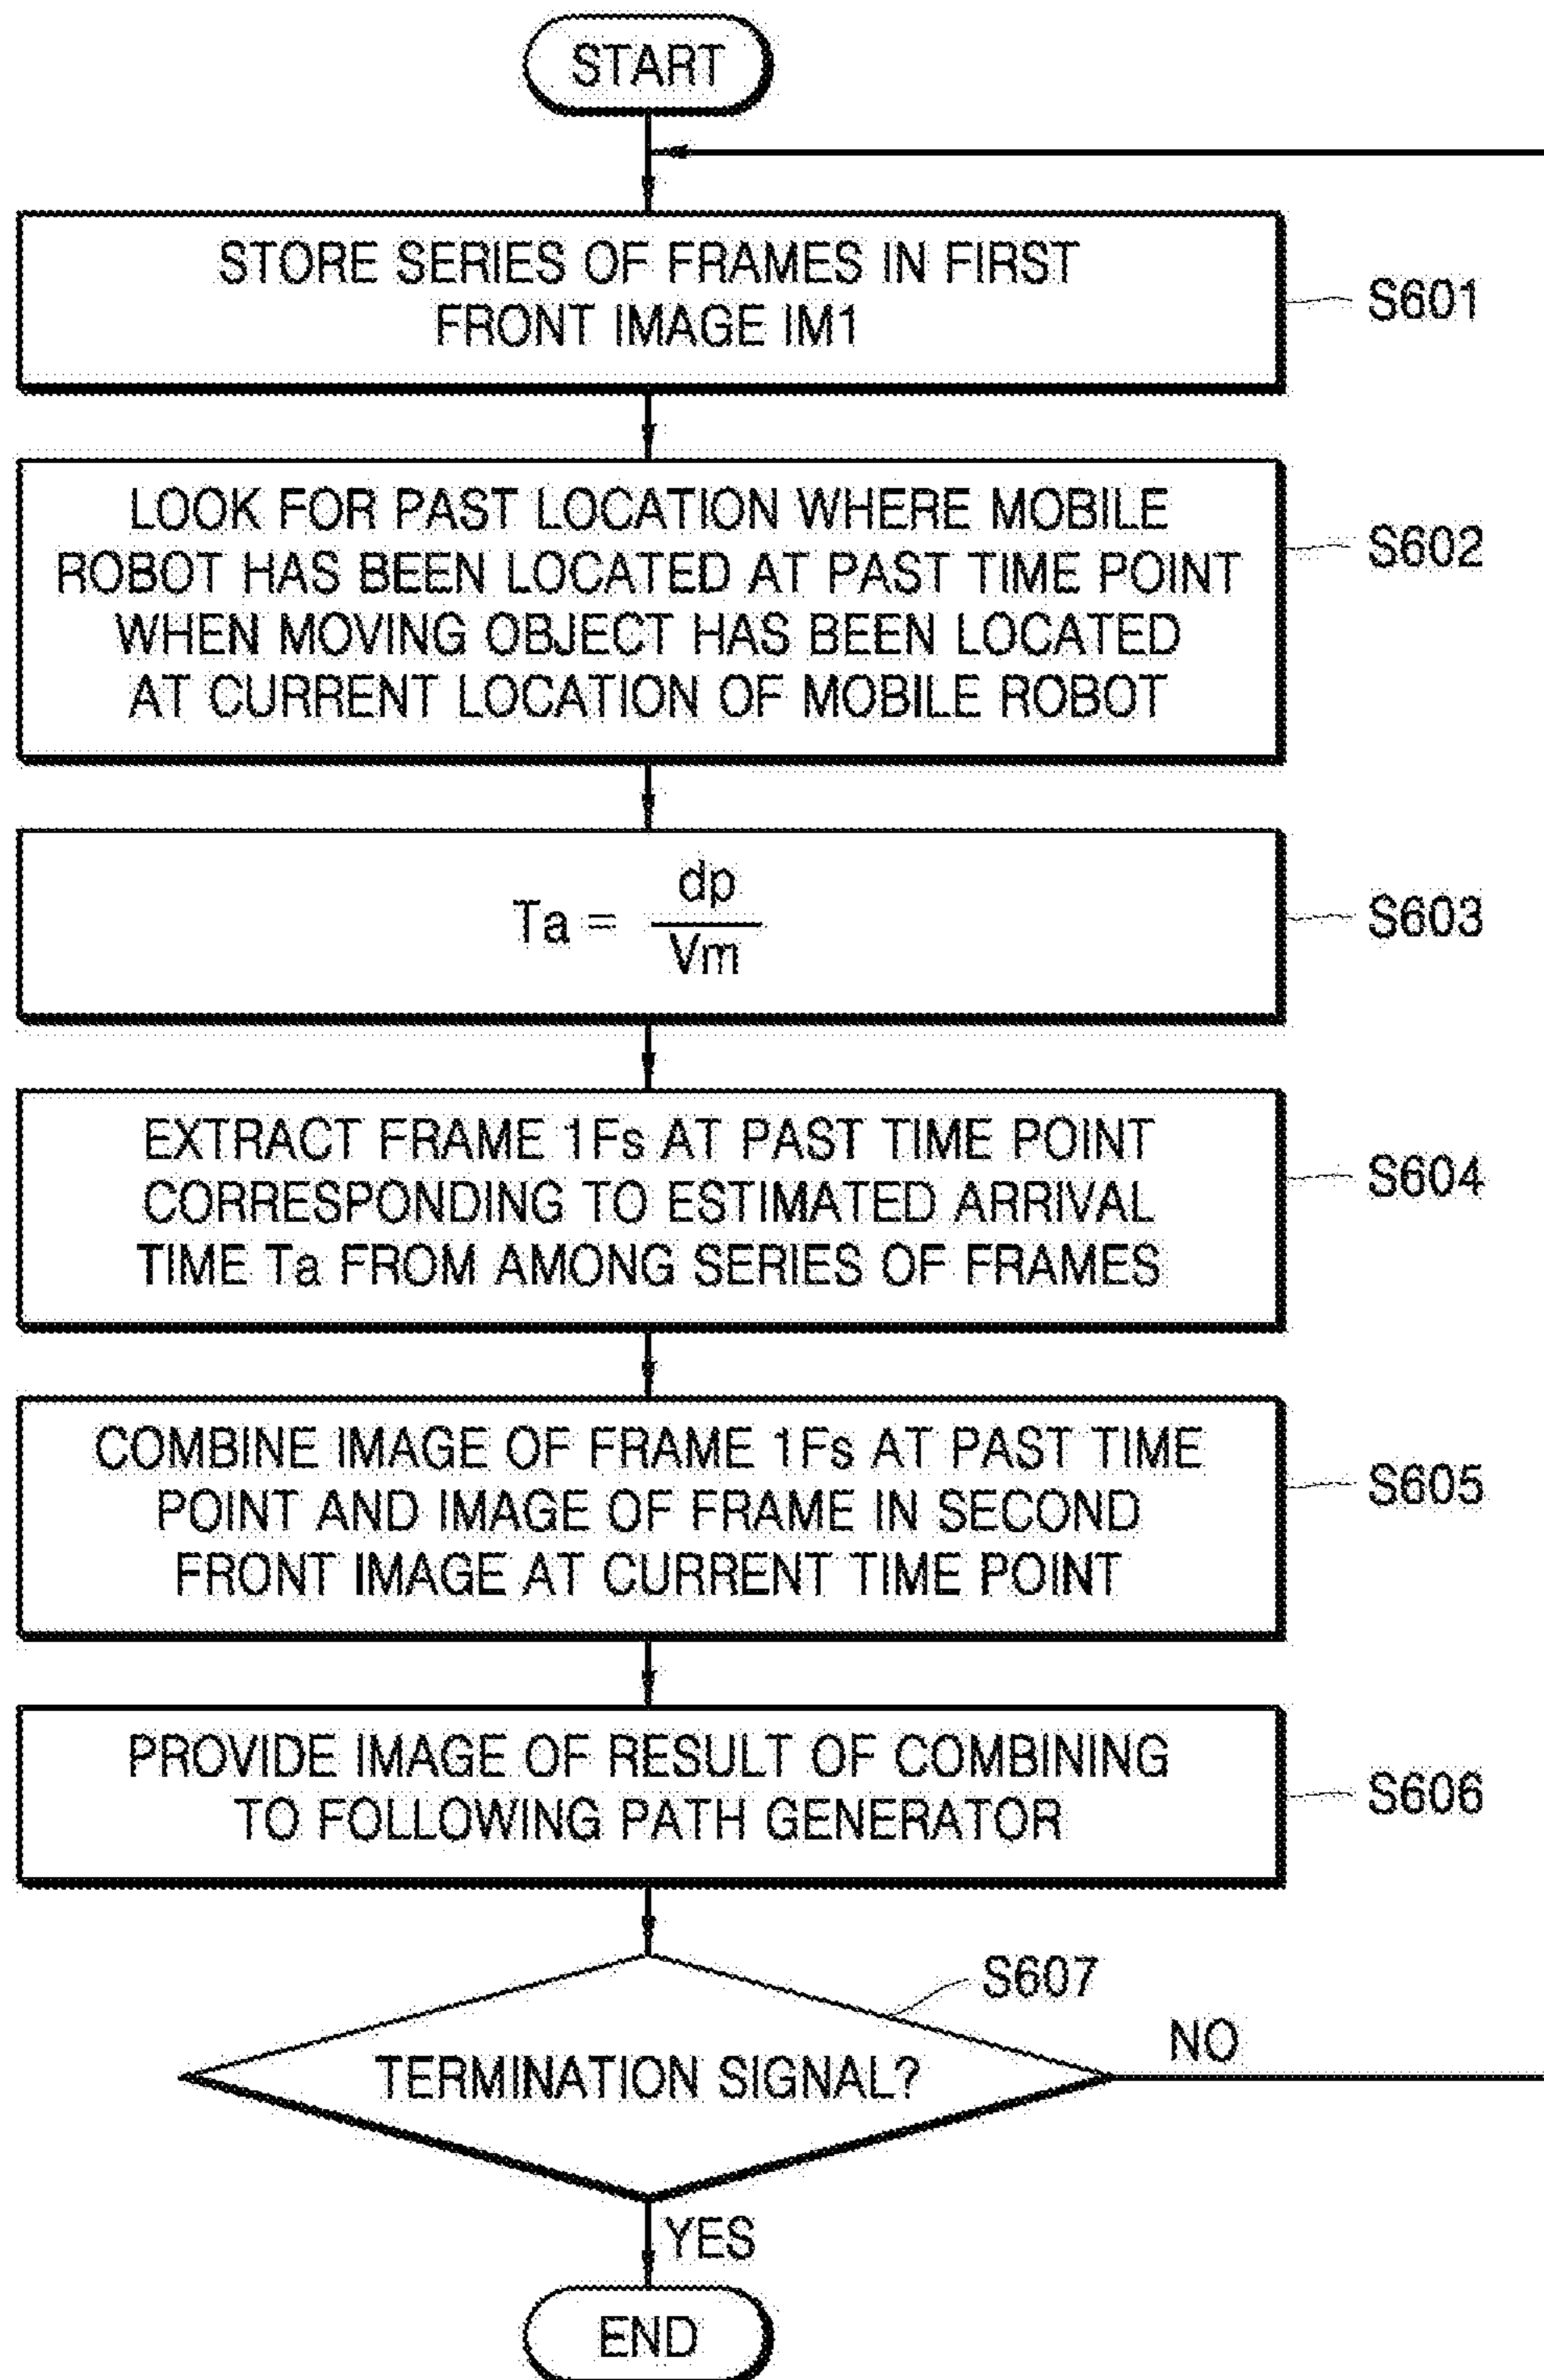 START
STORE SERIES OF FRAMES IN FIRST
FRONT IMAGE IM1
S601
LOOK FOR PAST LOCATION WHERE MOBILE
ROBOT HAS BEEN LOCATED AT PAST TIME POINT
WHEN MOVING OBJECT HAS BEEN LOCATED
AT CURRENT LOCATION OF MOBILE ROBOT
S602
Ta = dp / Vm
S603
EXTRACT FRAME 1Fs AT PAST TIME POINT
CORRESPONDING TO ESTIMATED ARRIVAL
TIME Ta FROM AMONG SERIES OF FRAMES
S604
COMBINE IMAGE OF FRAME 1Fs AT PAST TIME
POINT AND IMAGE OF FRAME IN SECOND
FRONT IMAGE AT CURRENT TIME POINT
S605
PROVIDE IMAGE OF RESULT OF COMBINING
TO FOLLOWING PATH GENERATOR
S606
S607
TERMINATION SIGNAL?
NO
YES
END